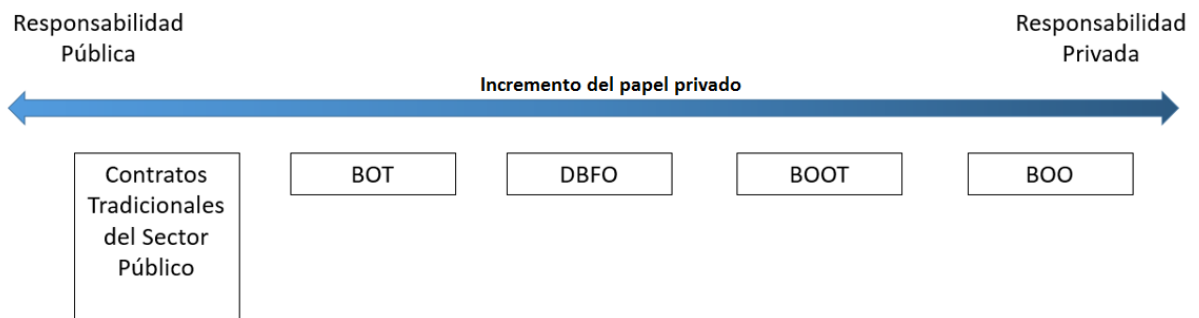 Responsabilidad
Pública
Responsabilidad
Privada
Incremento del papel privado
Contratos
Tradicionales
del Sector
Público
BOT
DBFO
BOOT
BOO